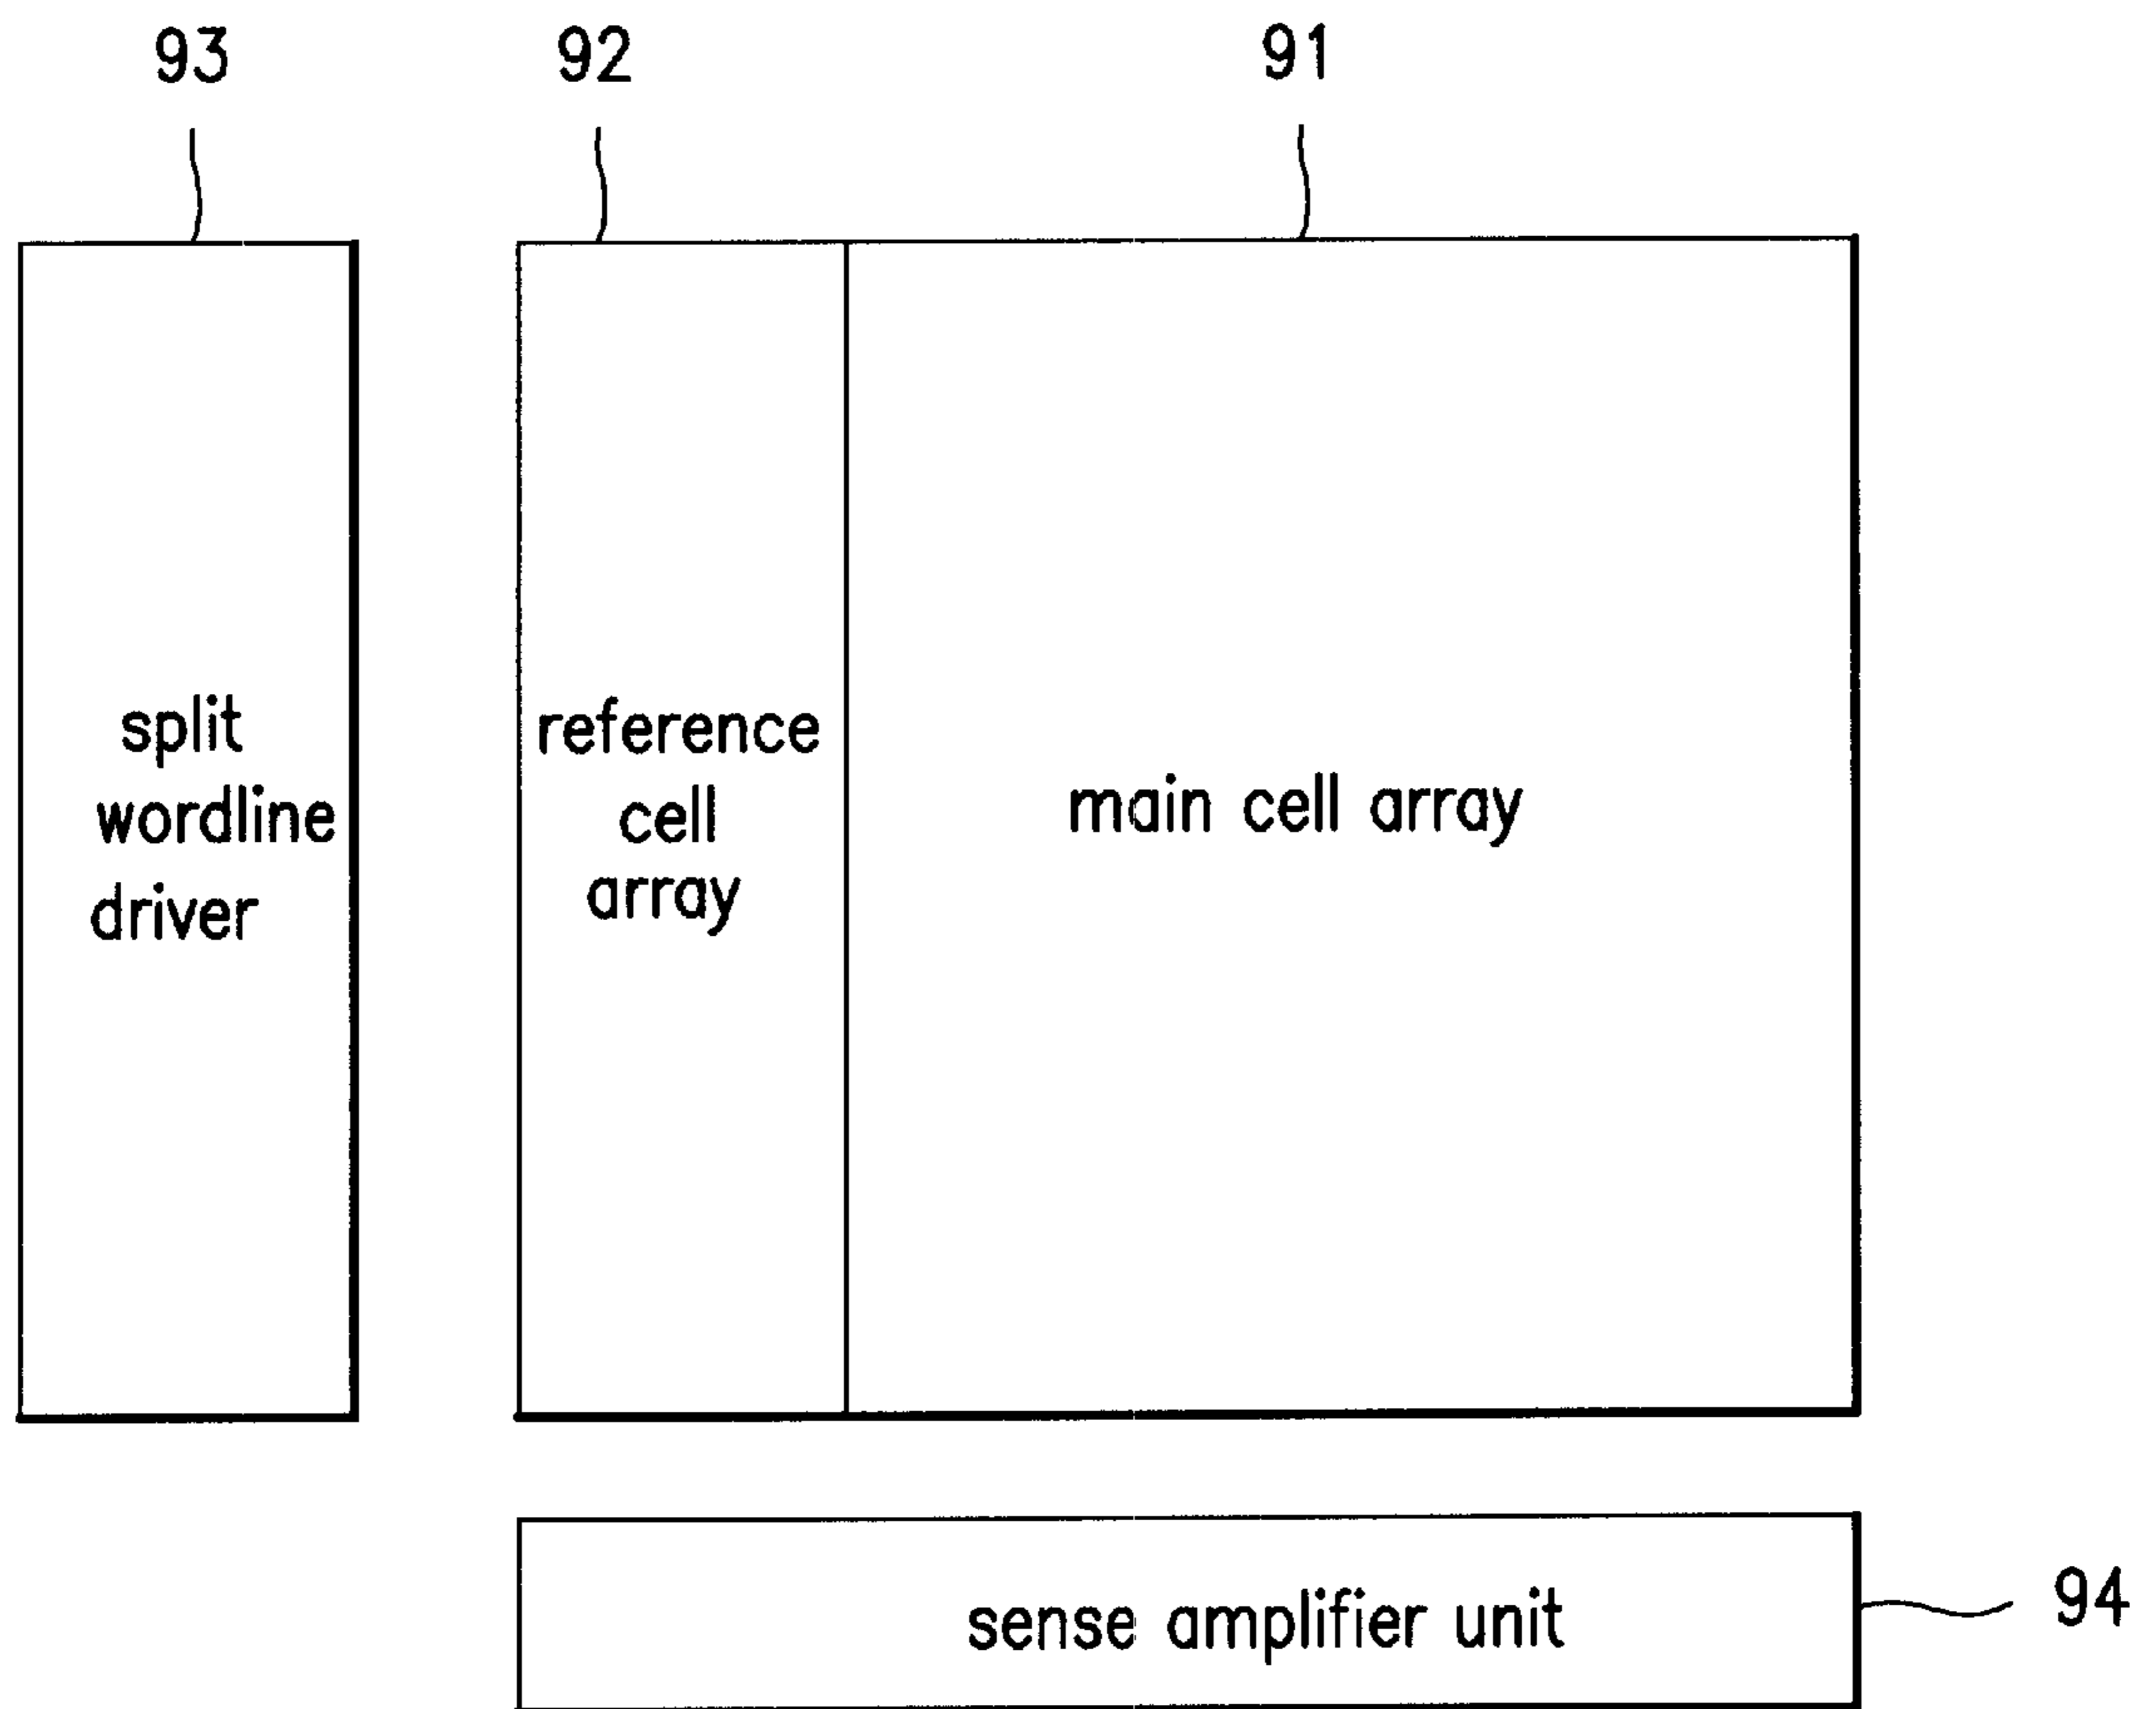 93
92
91
split
wordline
driver
reference
cell
array
main cell array
sense amplifier unit
94